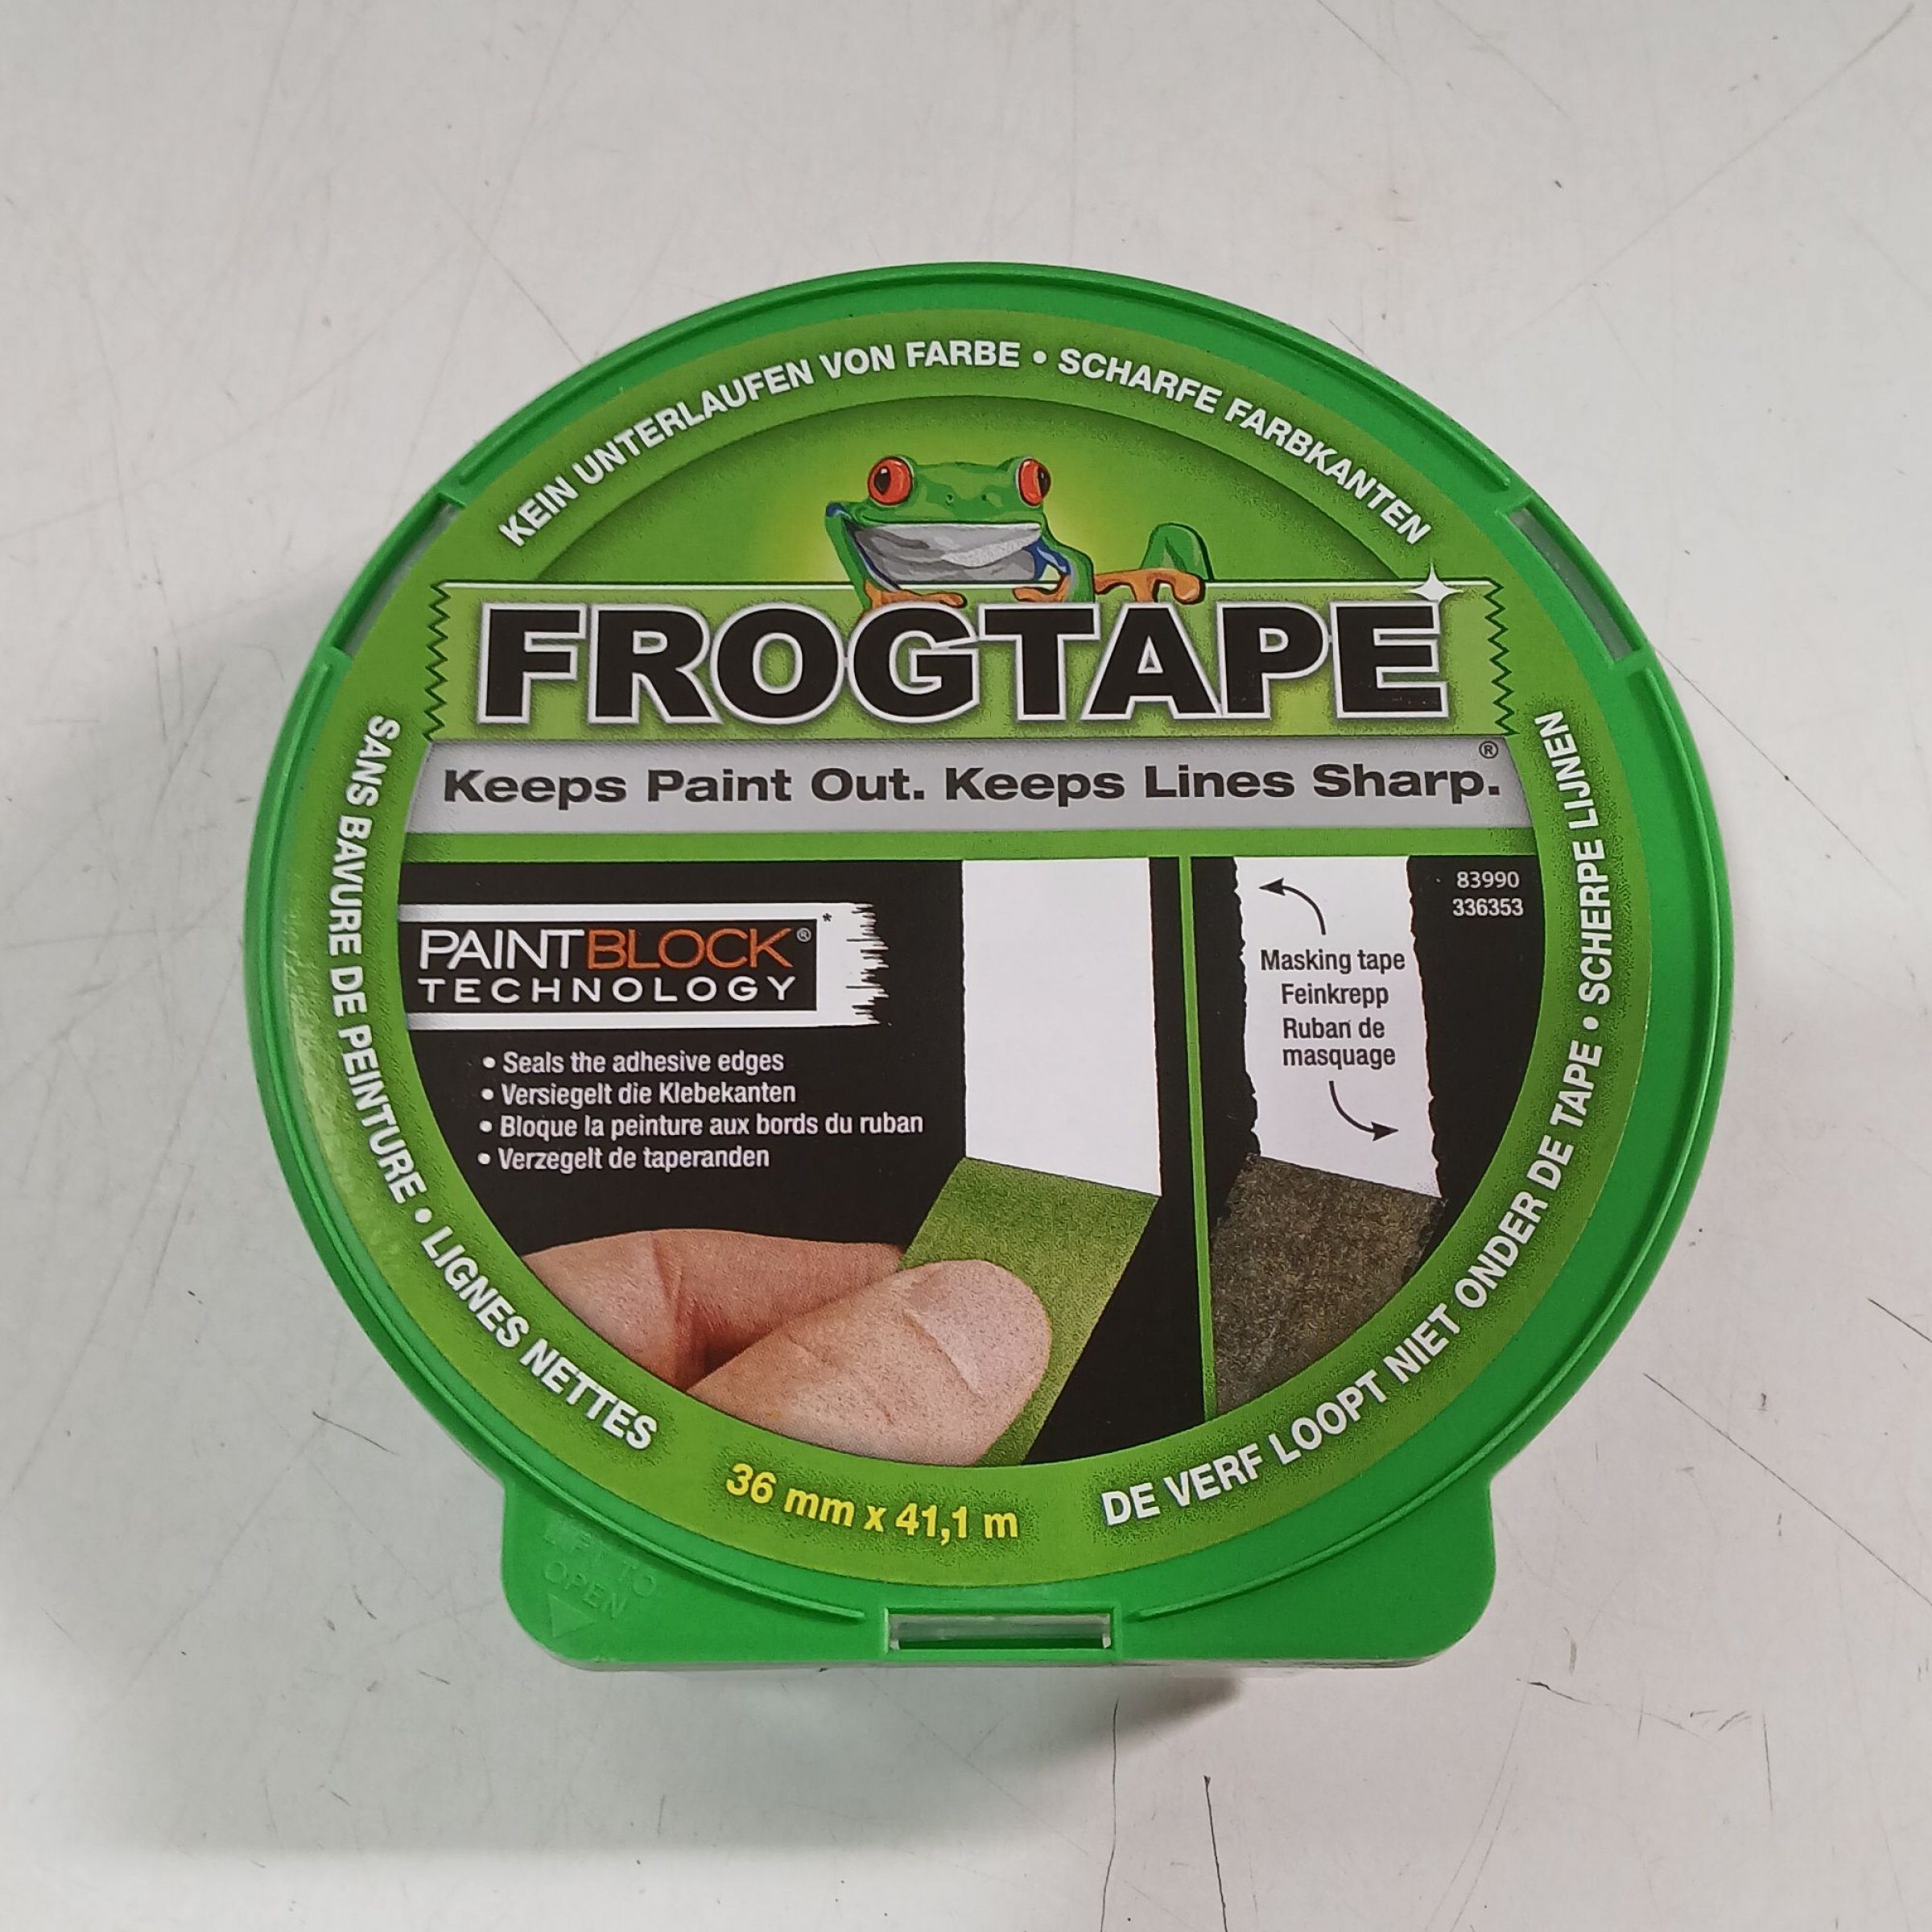 KEIN UNTERLAUFEN VON FARBE • SCHARFE FARBKANTEN
FROGTAPE
Keeps Paint Out. Keeps Lines Sharp.®
PAINTBLOCK®*
TECHNOLOGY
• Seals the adhesive edges
• Versiegelt die Klebekanten
• Bloque la peinture aux bords du ruban
• Verzegelt de taperanden
83990
336353
Masking tape
Feinkrepp
Ruban de
masquage
SANS BAVURE DE PEINTURE • LIGNES NETTES
36 mm x 41,1 m
DE VERF LOOPT NIET ONDER DE TAPE • SCHERPE LIJNEN
LIFT TO
OPEN